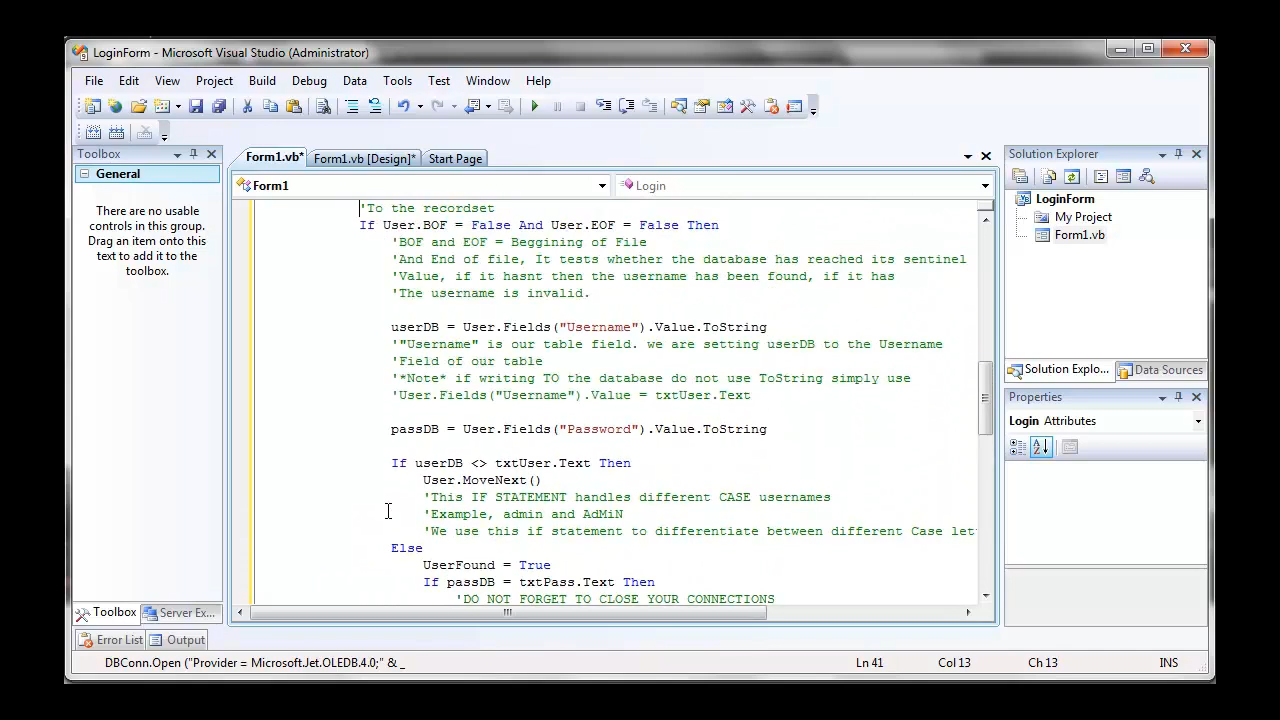 LoginForm - Microsoft Visual Studio (Administrator)
File Edit View Project Build Debug Data Tools Test Window Help
Toolbox
General
There are no usable
controls in this group.
Drag an item onto this
text to add it to the
toolbox.
Toolbox Server Ex...
Form1.vb* Form1.vb [Design]* Start Page
Form1 Login
'To the recordset
If User.BOF = False And User.EOF = False Then
'BOF and EOF = Beggining of File
'And End of file, It tests whether the database has reached its sentinel
'Value, if it hasnt then the username has been found, if it has
'The username is invalid.
userDB = User.Fields("Username").Value.ToString
'"Username" is our table field. we are setting userDB to the Username
'Field of our table
'*Note* if writing TO the database do not use ToString simply use
'User.Fields("Username").Value = txtUser.Text
passDB = User.Fields("Password").Value.ToString
If userDB <> txtUser.Text Then
User.MoveNext()
'This IF STATEMENT handles different CASE usernames
'Example, admin and AdMiN
'We use this if statement to differentiate between different Case let
Else
UserFound = True
If passDB = txtPass.Text Then
'DO NOT FORGET TO CLOSE YOUR CONNECTIONS
Solution Explorer
LoginForm
My Project
Form1.vb
Solution Explo... Data Sources
Properties
Login Attributes
Error List Output
DBConn.Open ("Provider = Microsoft.Jet.OLEDB.4.0;" & _ Ln 41 Col 13 Ch 13 INS